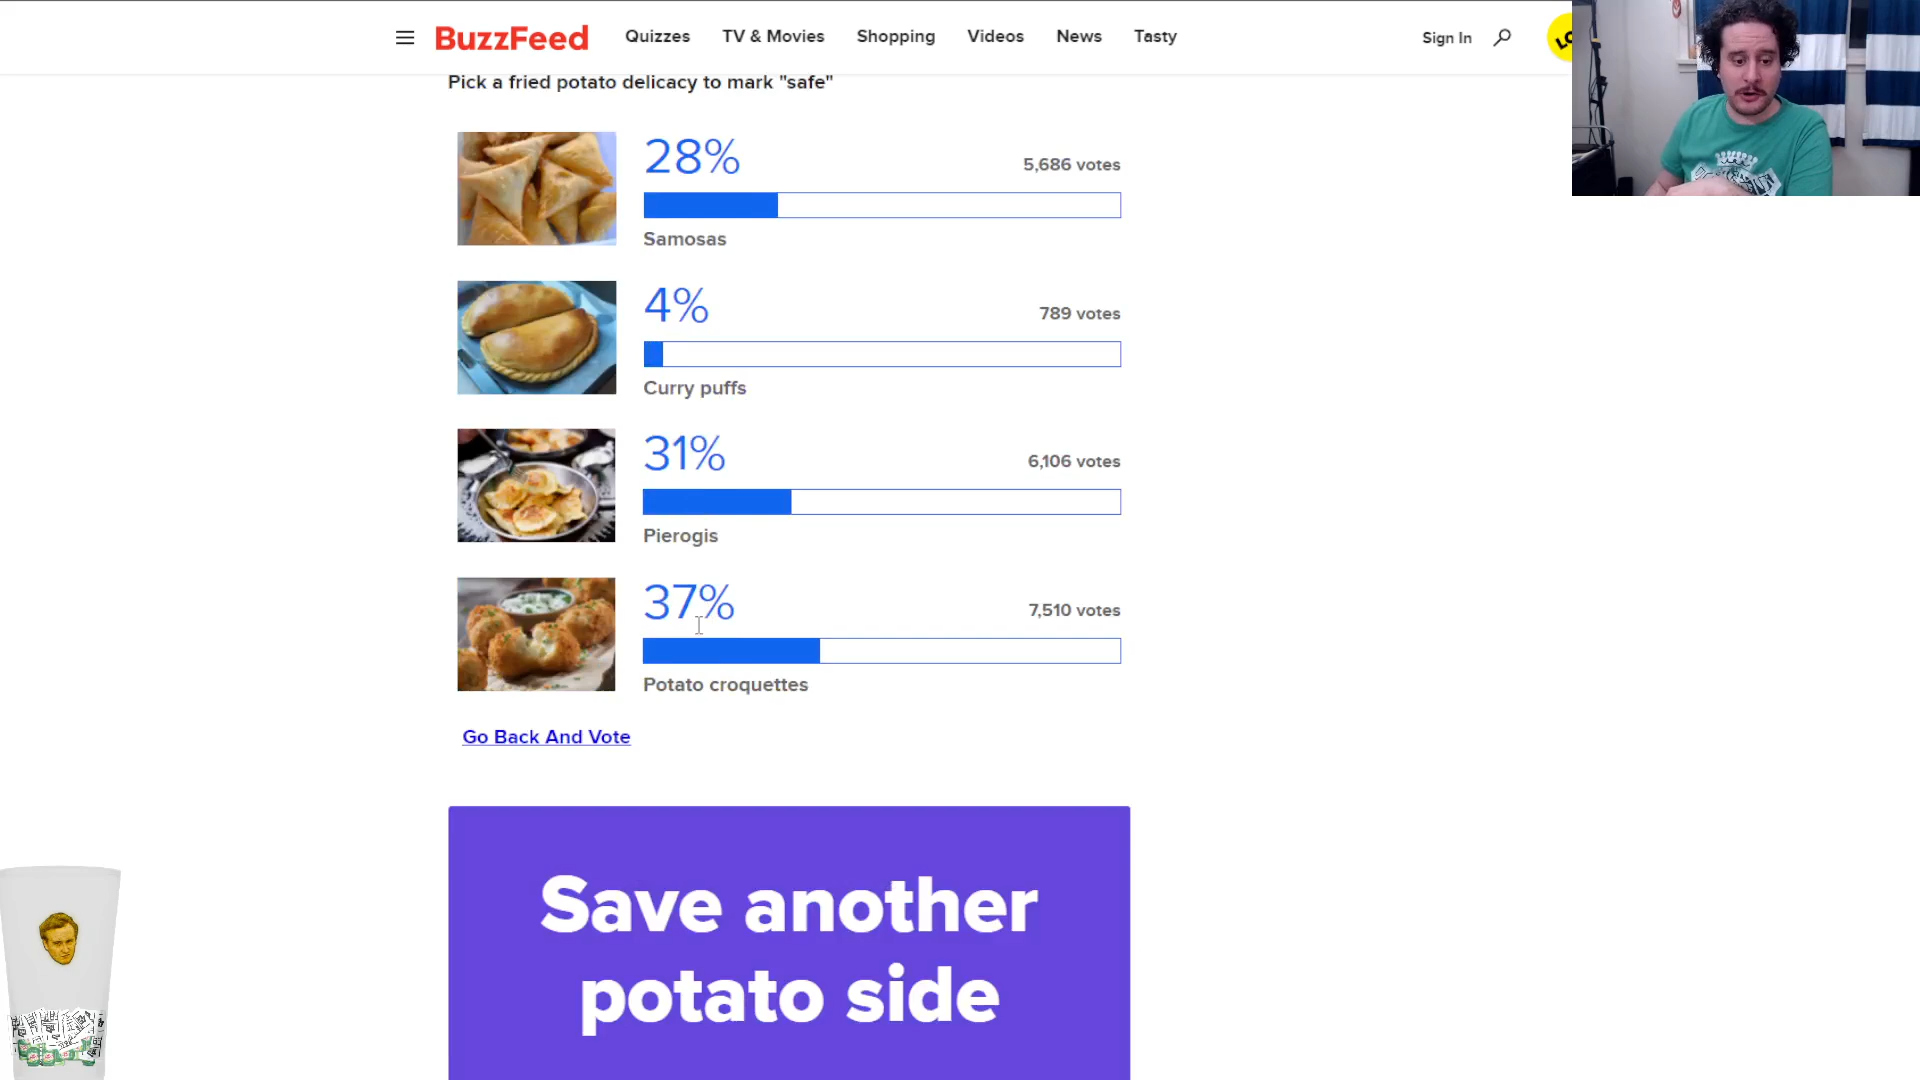 BuzzFeed Quizzes TV & Movies Shopping Videos News Tasty Sign In
Pick a fried potato delicacy to mark "safe"
28% 5,686 votes
Samosas
4% 789 votes
Curry puffs
31% 6,106 votes
Pierogis
37% 7,510 votes
Potato croquettes
Go Back And Vote
Save another
potato side